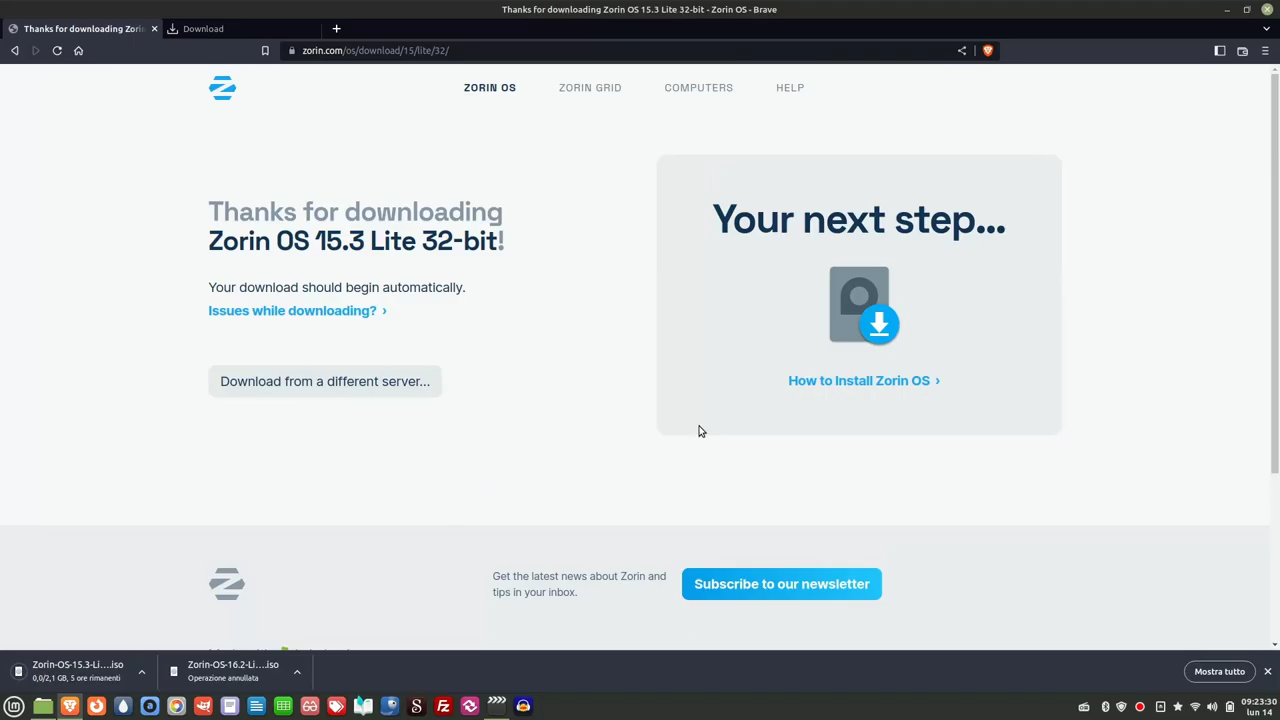 Thanks for downloading Zorin OS 15.3 Lite 32-bit - Zorin OS - Brave
Thanks for downloading Zorin
Download
zorin.com/os/download/15/lite/32/
ZORIN OS
ZORIN GRID
COMPUTERS
HELP
Thanks for downloading
Zorin OS 15.3 Lite 32-bit!
Your download should begin automatically.
Issues while downloading? ›
Download from a different server...
Your next step...
How to Install Zorin OS ›
Get the latest news about Zorin and
tips in your inbox.
Subscribe to our newsletter
Zorin-OS-15.3-Li....iso
0,0/2,1 GB, 5 ore rimanenti
Zorin-OS-16.2-Li....iso
Operazione annullata
Mostra tutto
09:23:30
lun 14